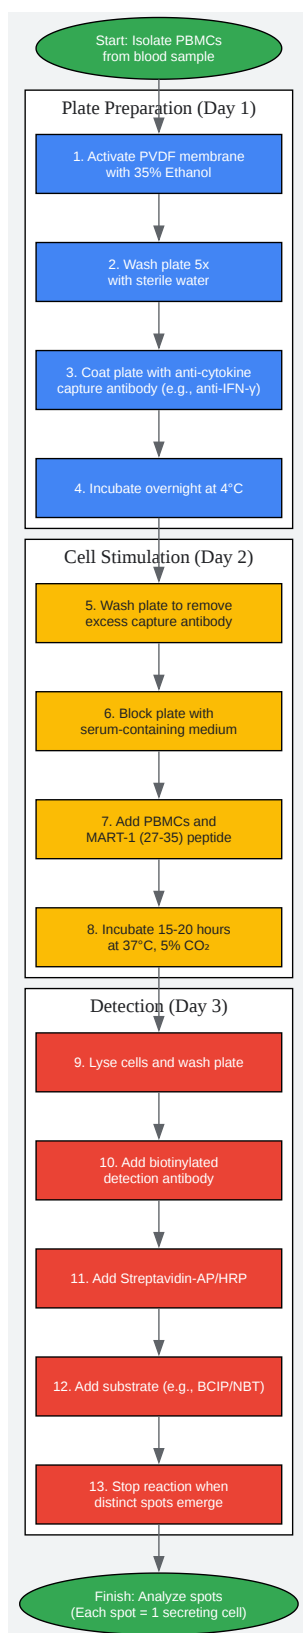 Start: Isolate PBMCs
from blood sample
Plate Preparation (Day 1)
1. Activate PVDF membrane
with 35% Ethanol
2. Wash plate 5x
with sterile water
3. Coat plate with anti-cytokine
capture antibody (e.g., anti-IFN-γ)
4. Incubate overnight at 4°C
Cell Stimulation (Day 2)
5. Wash plate to remove
excess capture antibody
6. Block plate with
serum-containing medium
7. Add PBMCs and
MART-1 (27-35) peptide
8. Incubate 15-20 hours
at 37°C, 5% CO₂
Detection (Day 3)
9. Lyse cells and wash plate
10. Add biotinylated
detection antibody
11. Add Streptavidin-AP/HRP
12. Add substrate (e.g., BCIP/NBT)
13. Stop reaction when
distinct spots emerge
Finish: Analyze spots
(Each spot = 1 secreting cell)